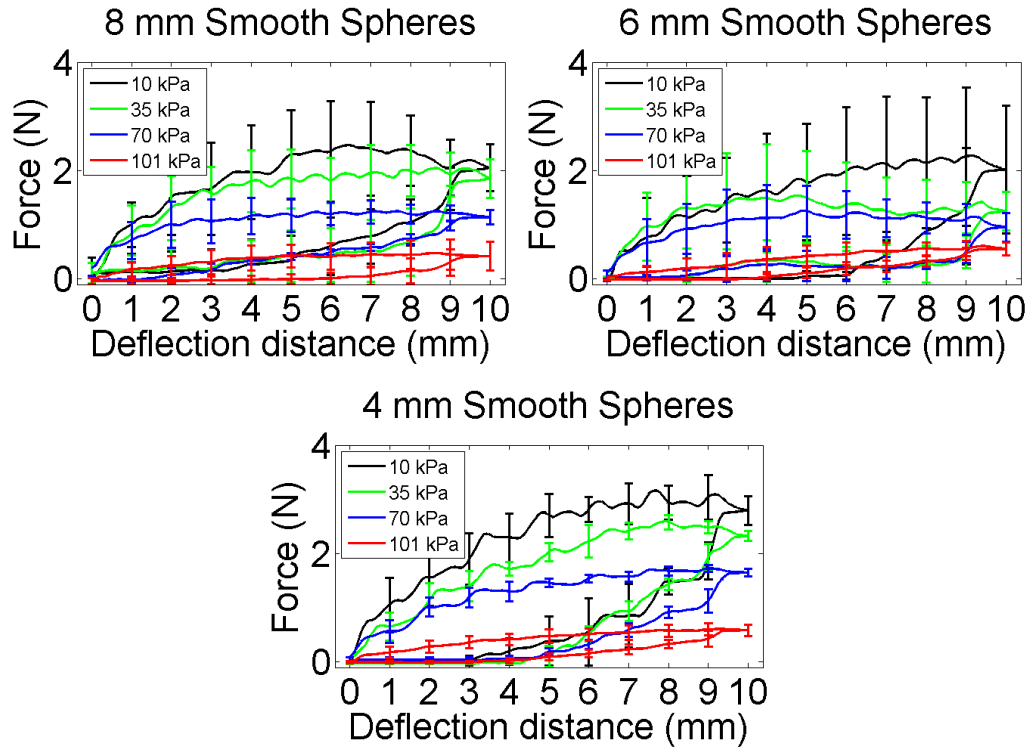 8 mm Smooth Spheres
Force (N)
4
2
0
10 kPa
35 kPa
70 kPa
101 kPa
0 1 2 3 4 5 6 7 8 9 10
Deflection distance (mm)
6 mm Smooth Spheres
Force (N)
4
2
0
10 kPa
35 kPa
70 kPa
101 kPa
0 1 2 3 4 5 6 7 8 9 10
Deflection distance (mm)
4 mm Smooth Spheres
Force (N)
4
2
0
10 kPa
35 kPa
70 kPa
101 kPa
0 1 2 3 4 5 6 7 8 9 10
Deflection distance (mm)